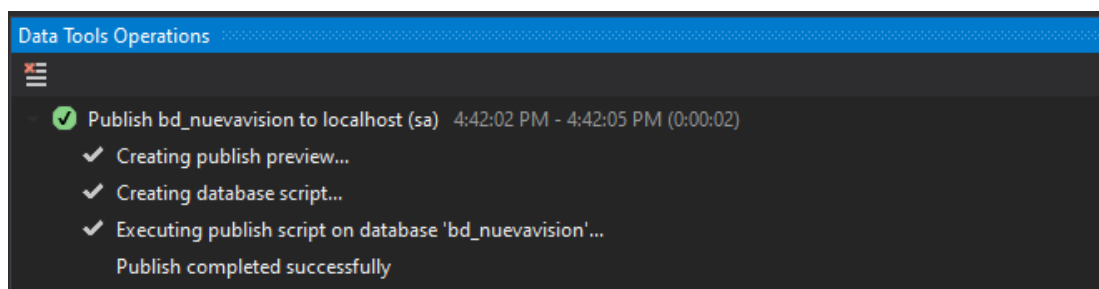 Data Tools Operations
Publish bd_nuevavision to localhost (sa) 4:42:02 PM - 4:42:05 PM (0:00:02)
Creating publish preview...
Creating database script...
Executing publish script on database 'bd_nuevavision'...
Publish completed successfully